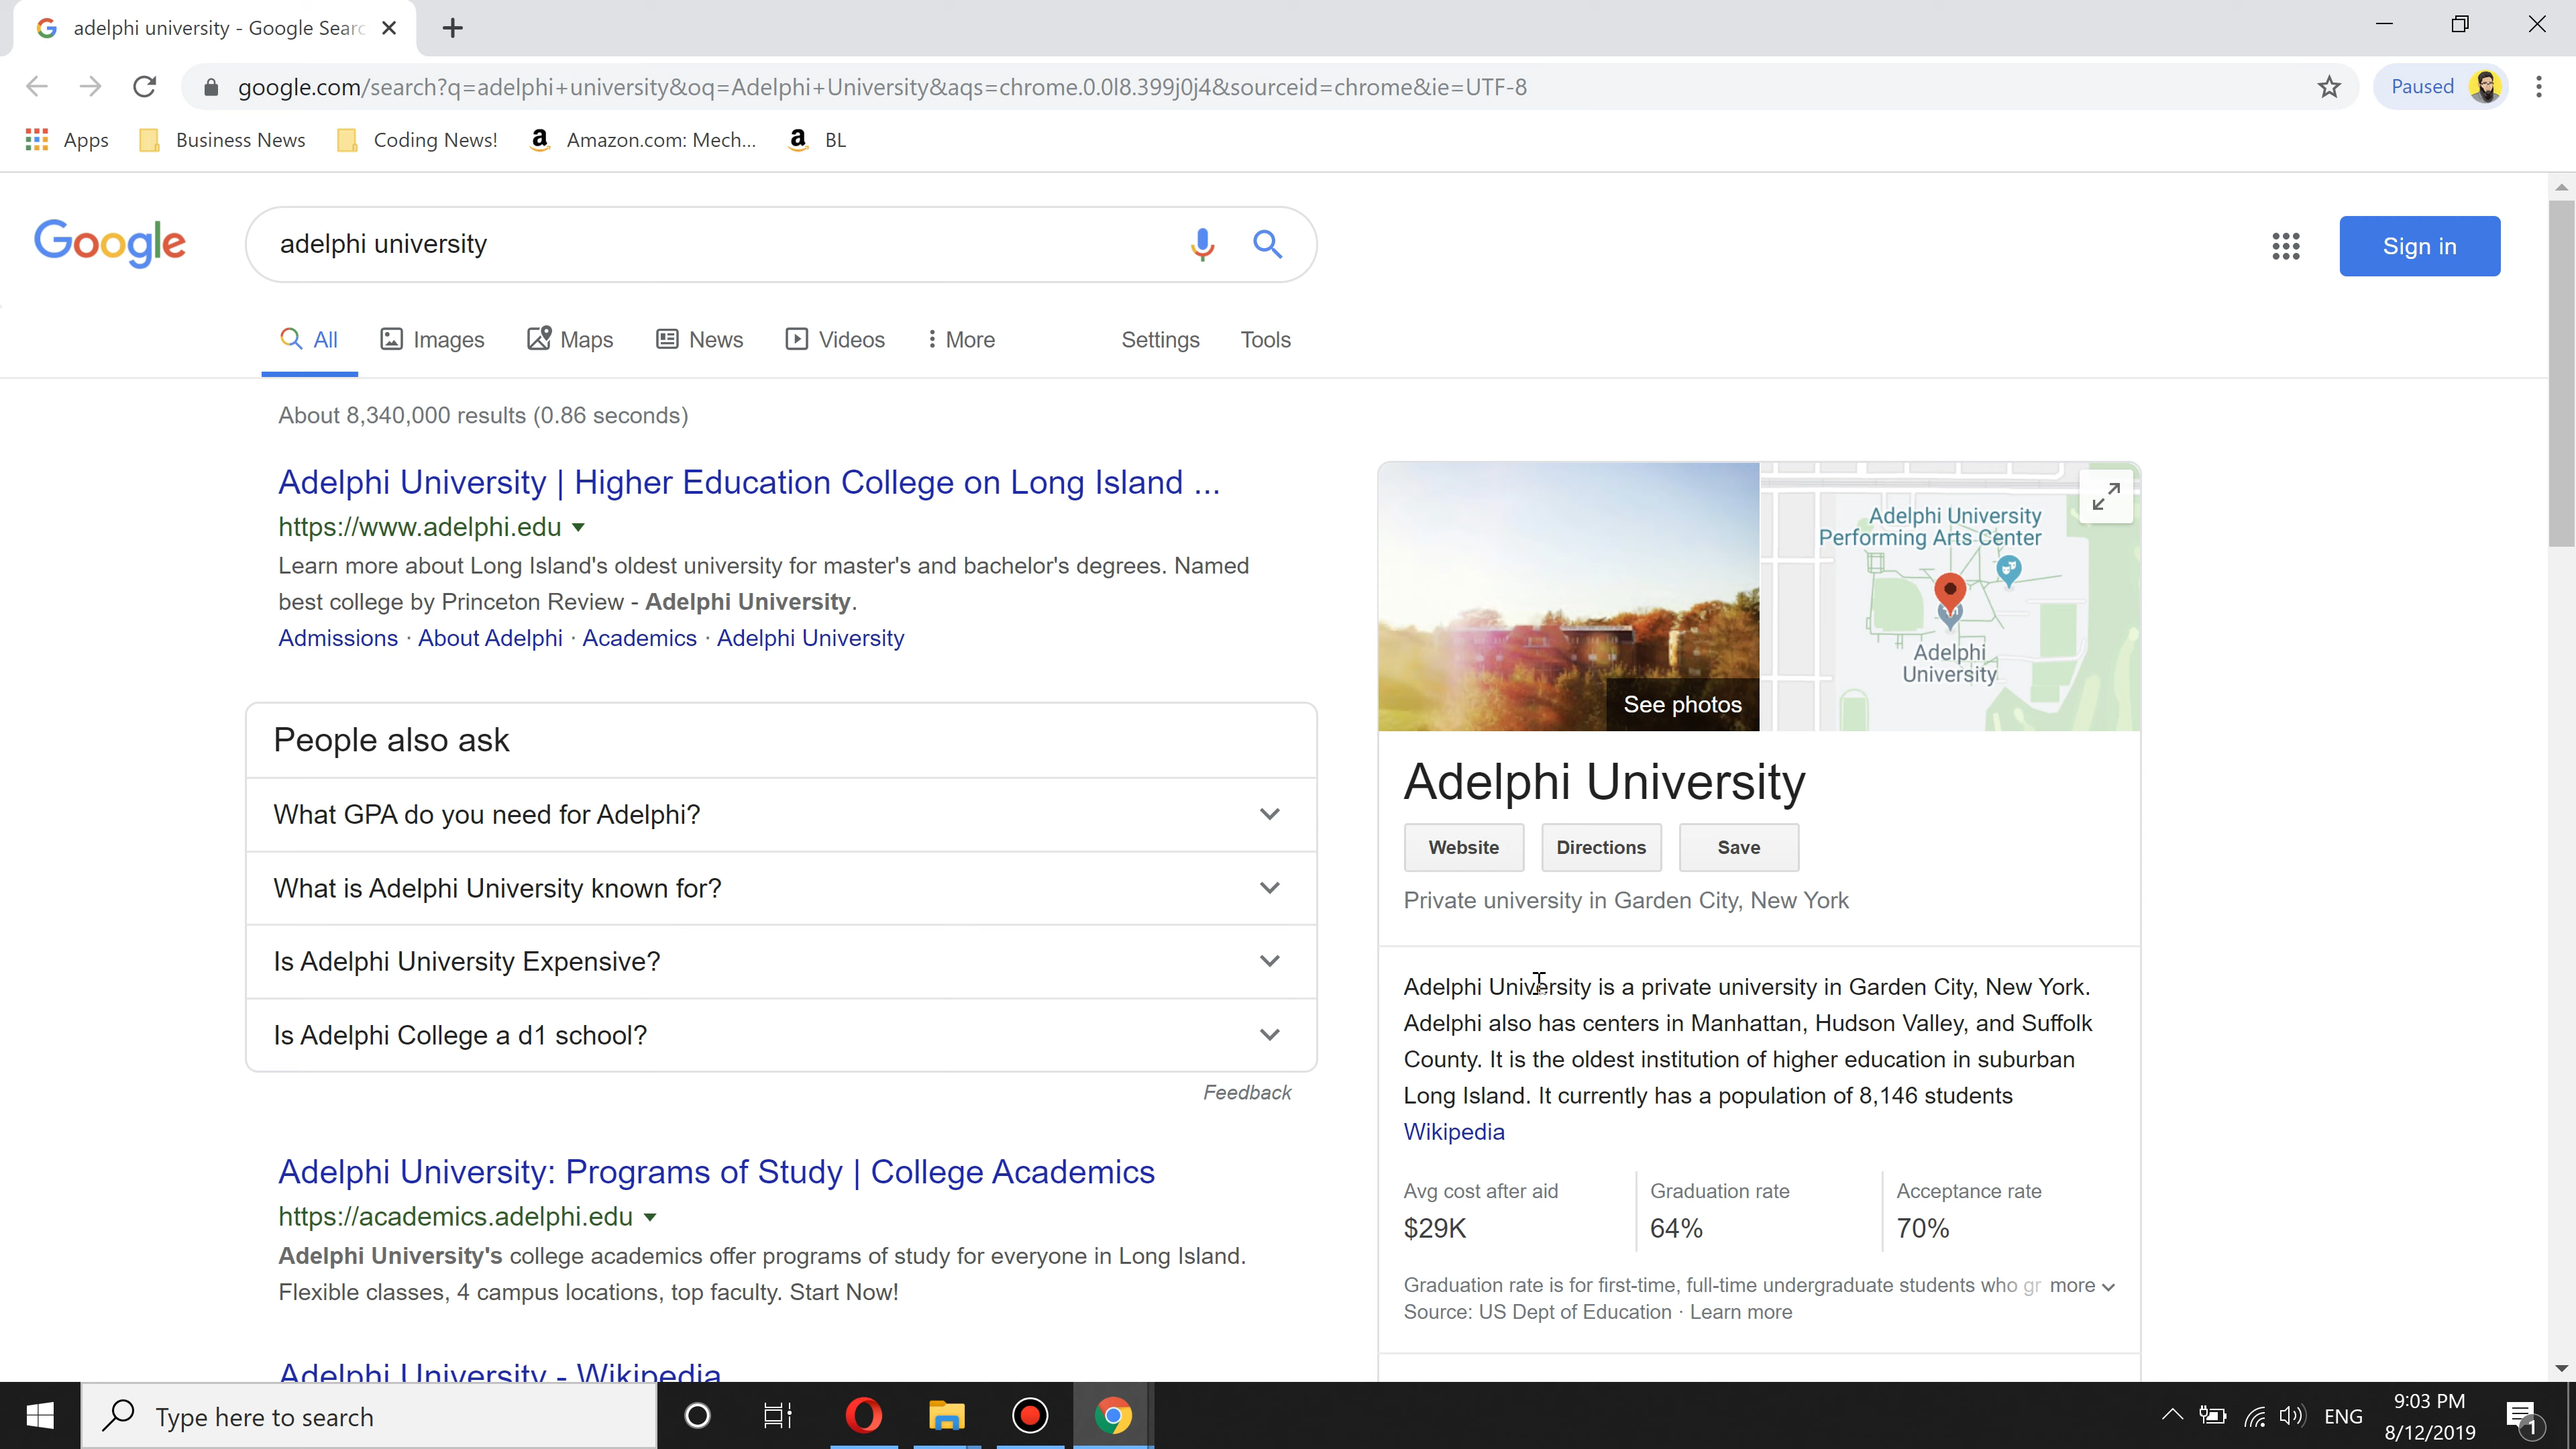 adelphi university - Google Sear
google.com/search?q=adelphi+university&oq=Adelphi+University&aqs=chrome.0.0l8.399j0j4&sourceid=chrome&ie=UTF-8
Paused
Apps
Business News
Coding News!
Amazon.com: Mech...
BL
Google
adelphi university
Sign in
All
Images
Maps
News
Videos
More
Settings
Tools
About 8,340,000 results (0.86 seconds)
Adelphi University | Higher Education College on Long Island ...
https://www.adelphi.edu
Learn more about Long Island's oldest university for master's and bachelor's degrees. Named
best college by Princeton Review - Adelphi University.
Admissions · About Adelphi · Academics · Adelphi University
People also ask
What GPA do you need for Adelphi?
What is Adelphi University known for?
Is Adelphi University Expensive?
Is Adelphi College a d1 school?
Feedback
Adelphi University: Programs of Study | College Academics
https://academics.adelphi.edu
Adelphi University's college academics offer programs of study for everyone in Long Island.
Flexible classes, 4 campus locations, top faculty. Start Now!
Adelphi University - Wikipedia
See photos
Adelphi University
Performing Arts Center
Adelphi
University
Adelphi University
Website
Directions
Save
Private university in Garden City, New York
Adelphi University is a private university in Garden City, New York.
Adelphi also has centers in Manhattan, Hudson Valley, and Suffolk
County. It is the oldest institution of higher education in suburban
Long Island. It currently has a population of 8,146 students
Wikipedia
Avg cost after aid
$29K
Graduation rate
64%
Acceptance rate
70%
Graduation rate is for first-time, full-time undergraduate students who gr more
Source: US Dept of Education · Learn more
Type here to search
ENG
9:03 PM
8/12/2019
1